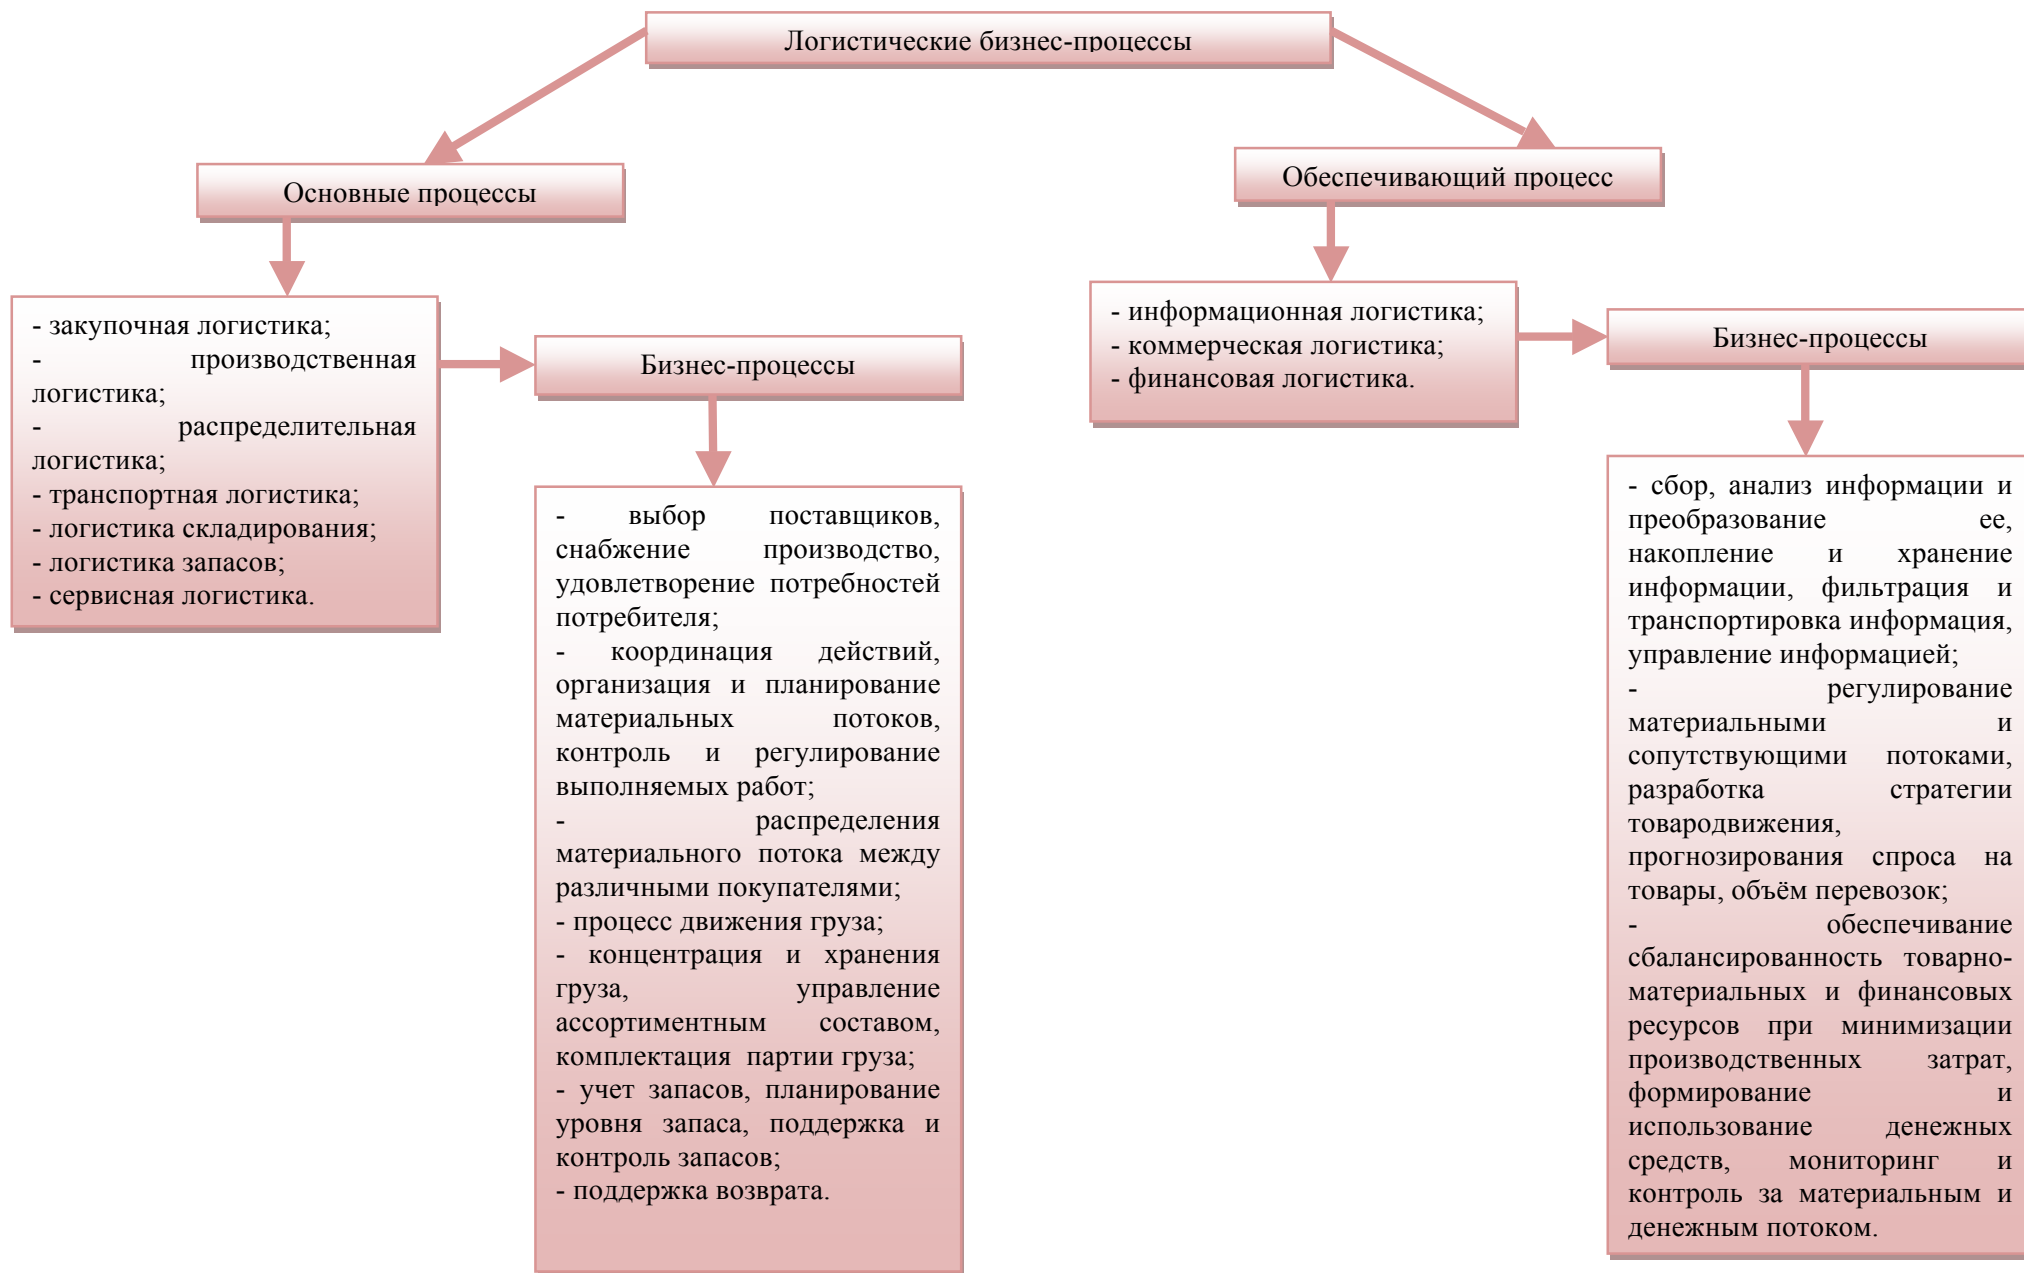 Логистические бизнес-процессы
Основные процессы
Обеспечивающий процесс
- закупочная логистика;
- производственная
логистика;
- распределительная
логистика;
- транспортная логистика;
- логистика складирования;
- логистика запасов;
- сервисная логистика.
Бизнес-процессы
- выбор поставщиков,
снабжение производство,
удовлетворение потребностей
потребителя;
- координация действий,
организация и планирование
материальных потоков,
контроль и регулирование
выполняемых работ;
- распределения
материального потока между
различными покупателями;
- процесс движения груза;
- концентрация и хранения
груза, управление
ассортиментным составом,
комплектация партии груза;
- учет запасов, планирование
уровня запаса, поддержка и
контроль запасов;
- поддержка возврата.
- информационная логистика;
- коммерческая логистика;
- финансовая логистика.
Бизнес-процессы
- сбор, анализ информации и
преобразование ее,
накопление и хранение
информации, фильтрация и
транспортировка информация,
управление информацией;
- регулирование
материальными и
сопутствующими потоками,
разработка стратегии
товародвижения,
прогнозирования спроса на
товары, объём перевозок;
- обеспечивание
сбалансированность товарно-
материальных и финансовых
ресурсов при минимизации
производственных затрат,
формирование и
использование денежных
средств, мониторинг и
контроль за материальным и
денежным потоком.